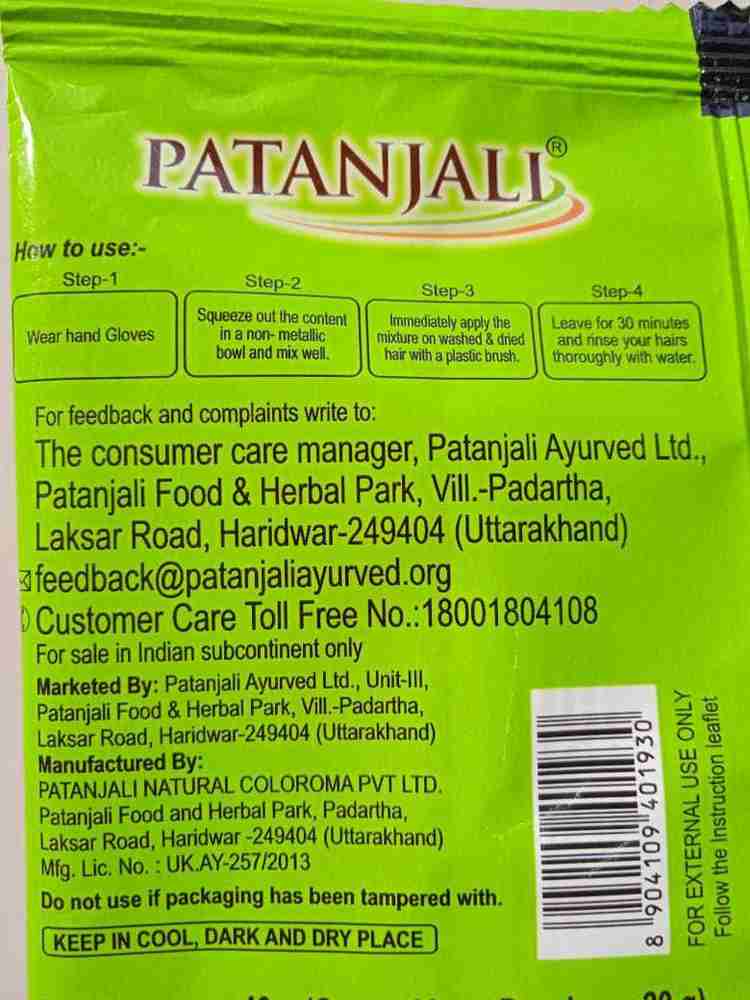 PATANJALI®
How to use:-
Step-1
Wear hand Gloves
Step-2
Squeeze out the content
in a non- metallic
bowl and mix well.
Step-3
Immediately apply the
mixture on washed & dried
hair with a plastic brush.
Step-4
Leave for 30 minutes
and rinse your hairs
thoroughly with water.
For feedback and complaints write to:
The consumer care manager, Patanjali Ayurved Ltd.,
Patanjali Food & Herbal Park, Vill.-Padartha,
Laksar Road, Haridwar-249404 (Uttarakhand)
feedback@patanjaliayurved.org
Customer Care Toll Free No.:18001804108
For sale in Indian subcontinent only
Marketed By: Patanjali Ayurved Ltd., Unit-III,
Patanjali Food & Herbal Park, Vill.-Padartha,
Laksar Road, Haridwar-249404 (Uttarakhand)
Manufactured By:
PATANJALI NATURAL COLOROMA PVT LTD.
Patanjali Food and Herbal Park, Padartha,
Laksar Road, Haridwar -249404 (Uttarakhand)
Mfg. Lic. No. : UK.AY-257/2013
Do not use if packaging has been tampered with.
KEEP IN COOL, DARK AND DRY PLACE
8 904109 401930
FOR EXTERNAL USE ONLY
Follow the Instruction leaflet